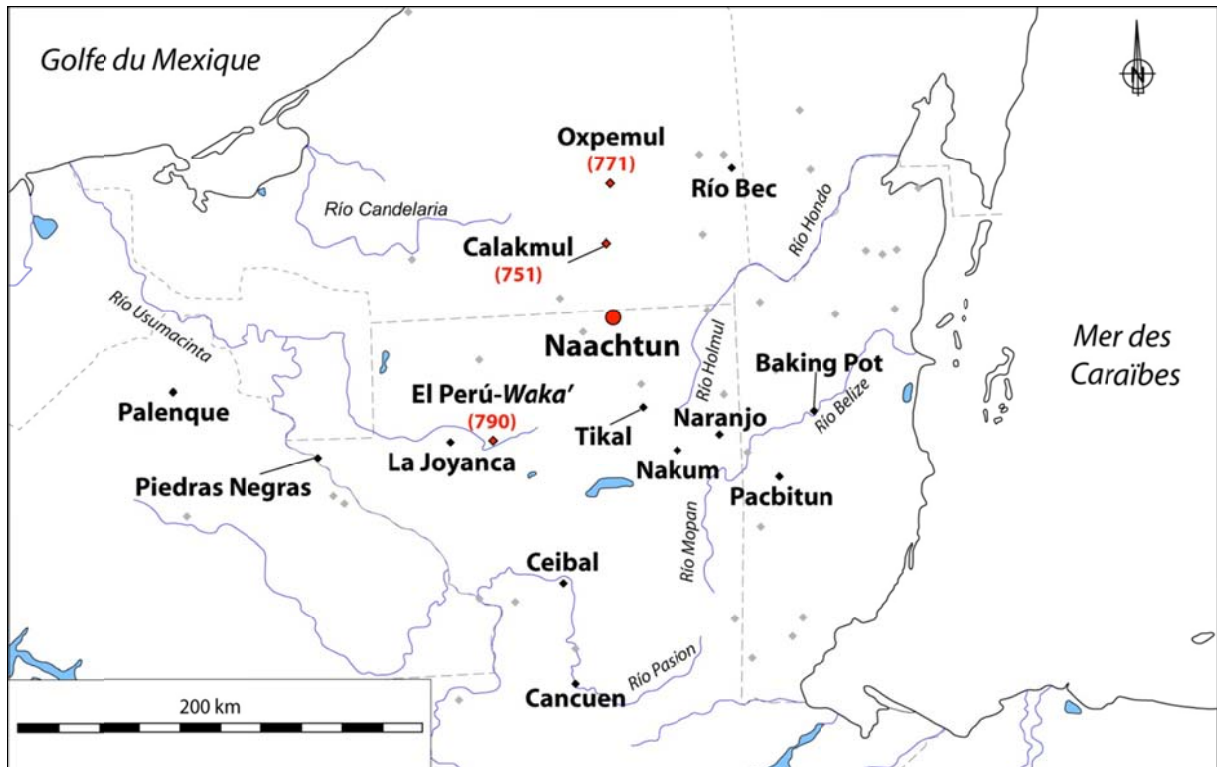 Golfe du Mexique
N
Oxpemul
(771)
Río Bec
Río Candelaria
Río Hondo
Calakmul
(751)
Río Usumacinta
Naachtun
Mer des
Caraïbes
Río Holmul
Baking Pot
El Perú-Waka'
(790)
Palenque
Río Belize
Tikal
Naranjo
La Joyanca
Nakum
Piedras Negras
Pacbitun
Río Mopan
Ceibal
Río Pasion
Cancuen
200 km